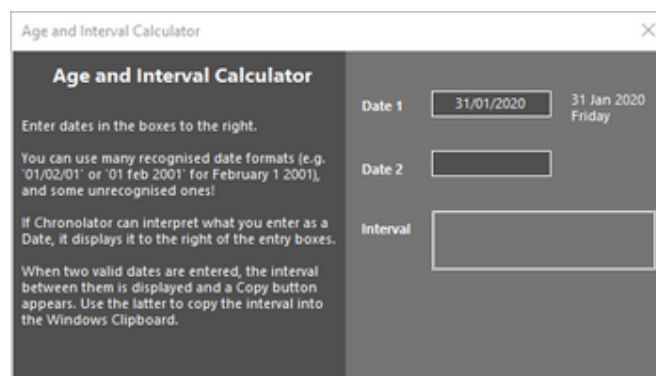 Age and Interval Calculator
Age and Interval Calculator
Enter dates in the boxes to the right.
You can use many recognised date formats (e.g.
'01/02/01' or '01 feb 2001' for February 1 2001),
and some unrecognised ones!
If Chronolator can interpret what you enter as a
Date, it displays it to the right of the entry boxes.
When two valid dates are entered, the interval
between them is displayed and a Copy button
appears. Use the latter to copy the interval into
the Windows Clipboard.
Date 1
31/01/2020
31 Jan 2020
Friday
Date 2
Interval